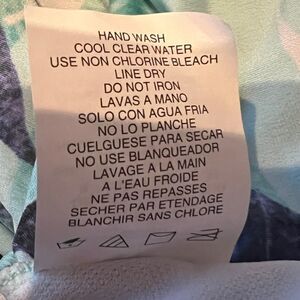 HAND WASH
COOL CLEAR WATER
USE NON CHLORINE BLEACH
LINE DRY
DO NOT IRON
LAVAS A MANO
SOLO CON AGUA FRIA
NO LO PLANCHE
CUELGUESE PARA SECAR
NO USE BLANQUEADOR
LAVAGE A LA MAIN
A L'EAU FROIDE
NE PAS REPASSES
SECHER PAR ETENDAGE
BLANCHIR SANS CHLORE